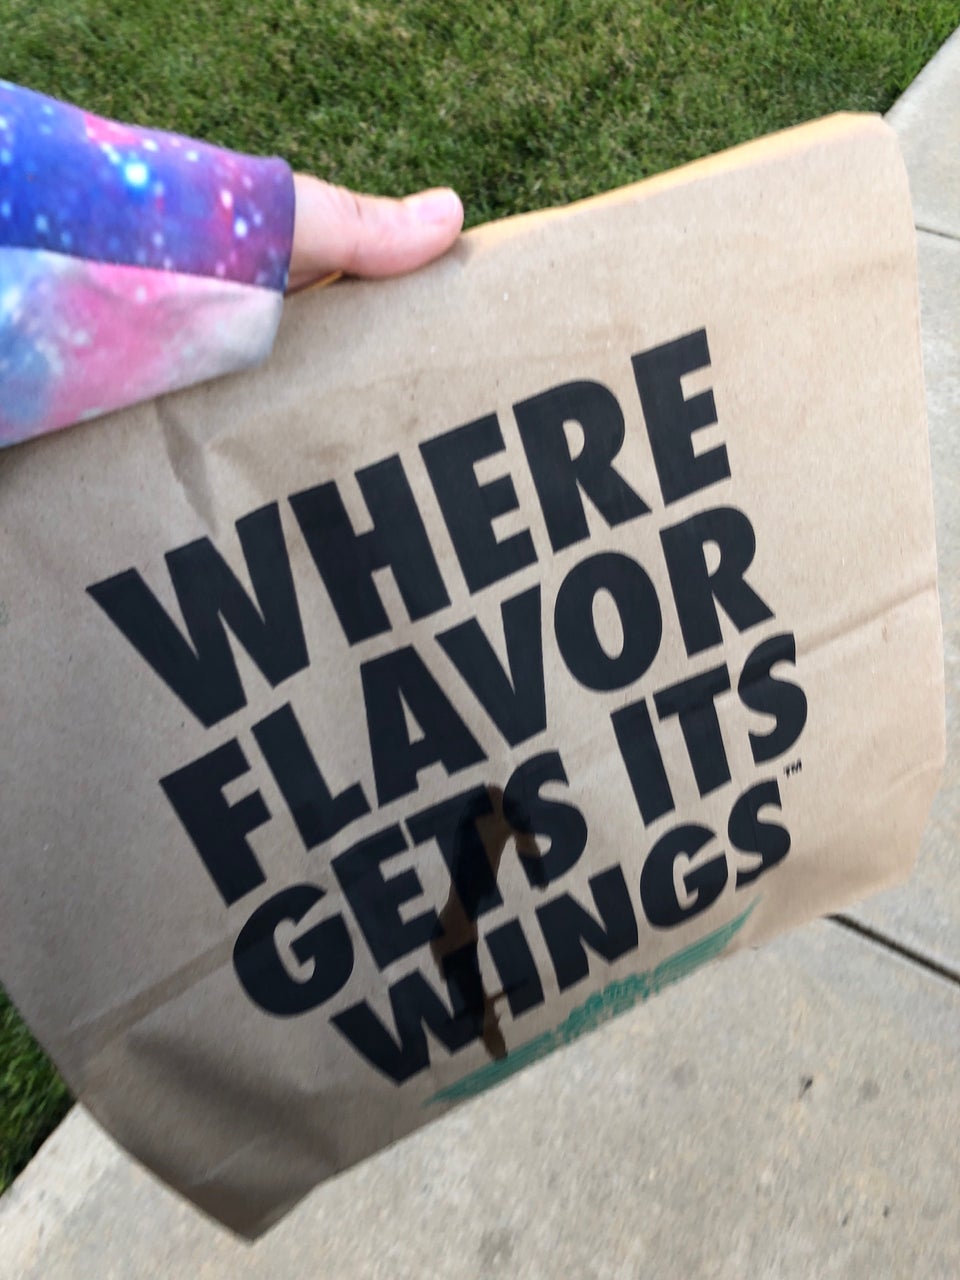 WHERE
FLAVOR
GETS ITS
WINGS™